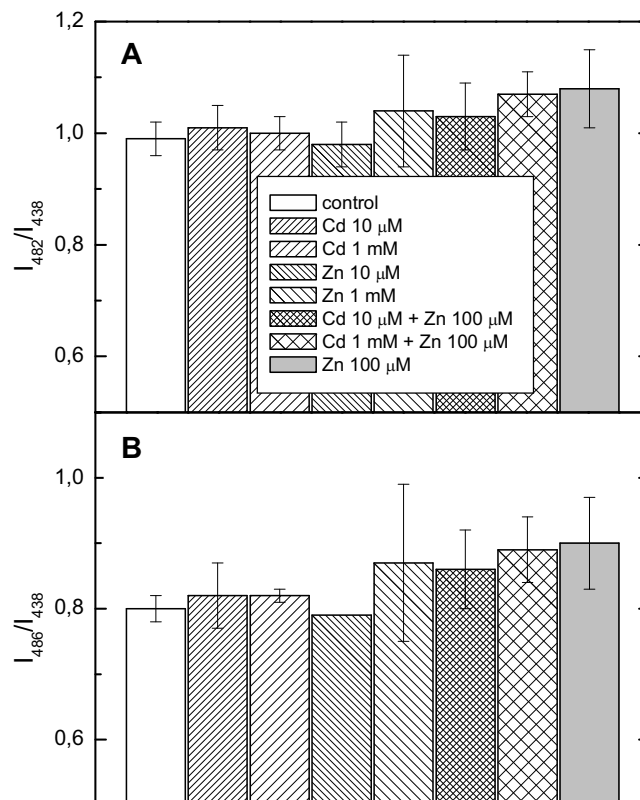 1,2
A
1,0
0,8
0,6
I482/I438
control
Cd 10 μM
Cd 1 mM
Zn 10 μM
Zn 1 mM
Cd 10 μM + Zn 100 μM
Cd 1 mM + Zn 100 μM
Zn 100 μM
B
1,0
0,8
0,6
I486/I438